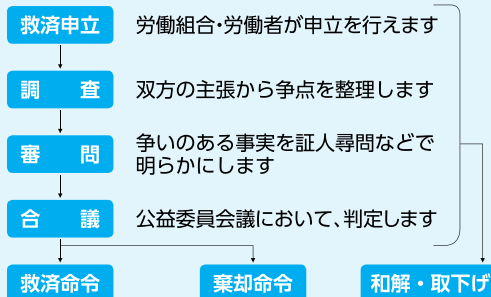 救済申立
労働組合・労働者が申立を行えます
調　査
双方の主張から争点を整理します
審　問
争いのある事実を証人尋問などで
明らかにします
合　議
公益委員会議において、判定します
救済命令
棄却命令
和解・取下げ